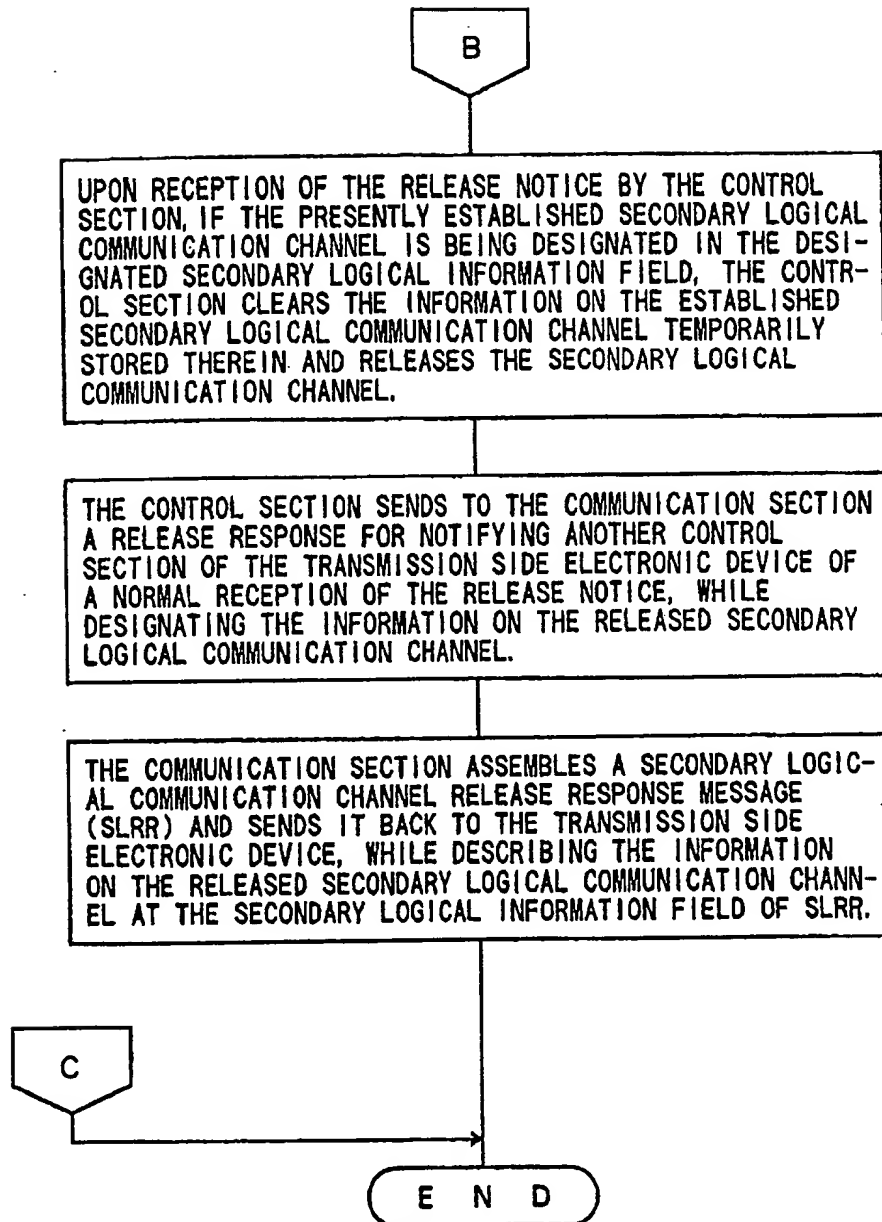 B
UPON RECEPTION OF THE RELEASE NOTICE BY THE CONTROL
SECTION, IF THE PRESENTLY ESTABLISHED SECONDARY LOGICAL
COMMUNICATION CHANNEL IS BEING DESIGNATED IN THE DESI-
GNATED SECONDARY LOGICAL INFORMATION FIELD, THE CONTR-
OL SECTION CLEARS THE INFORMATION ON THE ESTABLISHED
SECONDARY LOGICAL COMMUNICATION CHANNEL TEMPORARILY
STORED THEREIN AND RELEASES THE SECONDARY LOGICAL
COMMUNICATION CHANNEL.
THE CONTROL SECTION SENDS TO THE COMMUNICATION SECTION
A RELEASE RESPONSE FOR NOTIFYING ANOTHER CONTROL
SECTION OF THE TRANSMISSION SIDE ELECTRONIC DEVICE OF
A NORMAL RECEPTION OF THE RELEASE NOTICE, WHILE
DESIGNATING THE INFORMATION ON THE RELEASED SECONDARY
LOGICAL COMMUNICATION CHANNEL.
THE COMMUNICATION SECTION ASSEMBLES A SECONDARY LOGIC-
AL COMMUNICATION CHANNEL RELEASE RESPONSE MESSAGE
(SLRR) AND SENDS IT BACK TO THE TRANSMISSION SIDE
ELECTRONIC DEVICE, WHILE DESCRIBING THE INFORMATION
ON THE RELEASED SECONDARY LOGICAL COMMUNICATION CHANN-
EL AT THE SECONDARY LOGICAL INFORMATION FIELD OF SLRR.
C
E N D